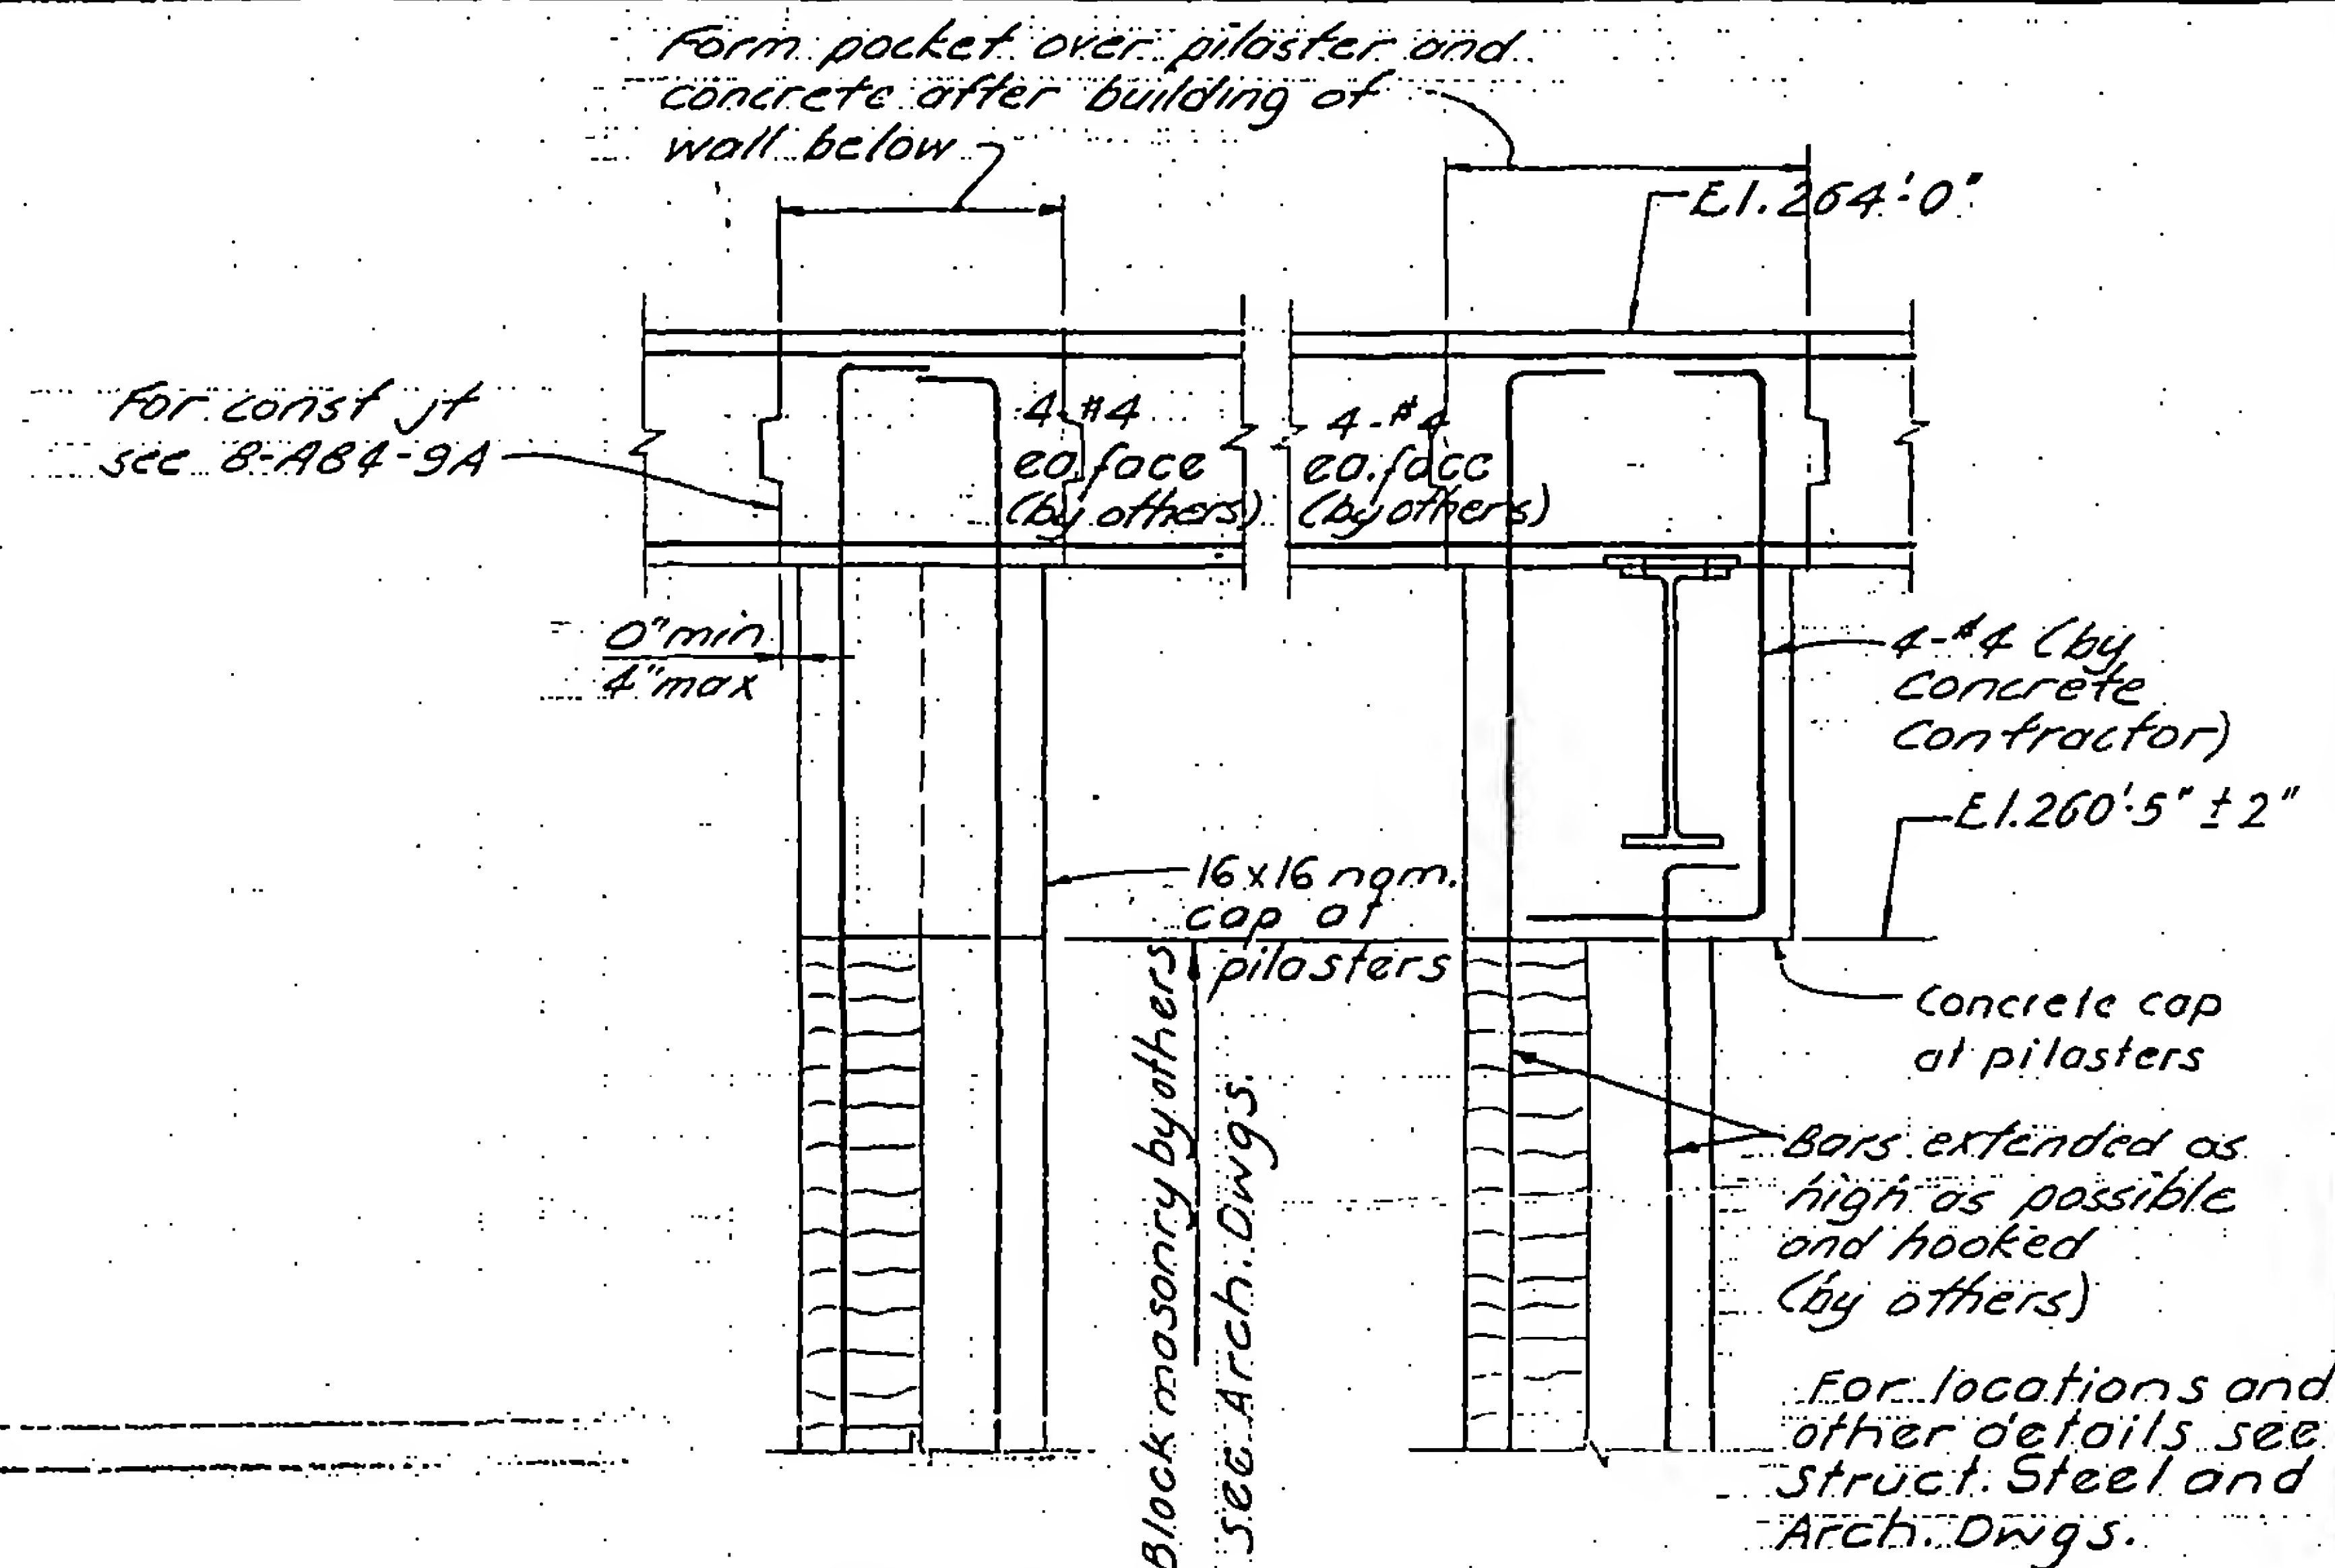 Form pocket over pilaster and
concrete after building of
wall below
El. 264'-0"
For const jt
see 8-AB4-9A
4-#4
ea. face
(by others)
4-#4
ea. face
(by others)
0"min
4"max
4-#4 (by
Concrete
Contractor)
El. 260'-5" ± 2"
16x16 nom.
cap at
pilasters
Concrete cap
at pilasters
Block masonry by others
see Arch. Dwgs.
Bars extended as
high as possible
and hooked
(by others)
For locations and
other details see
struct. Steel and
Arch. Dwgs.